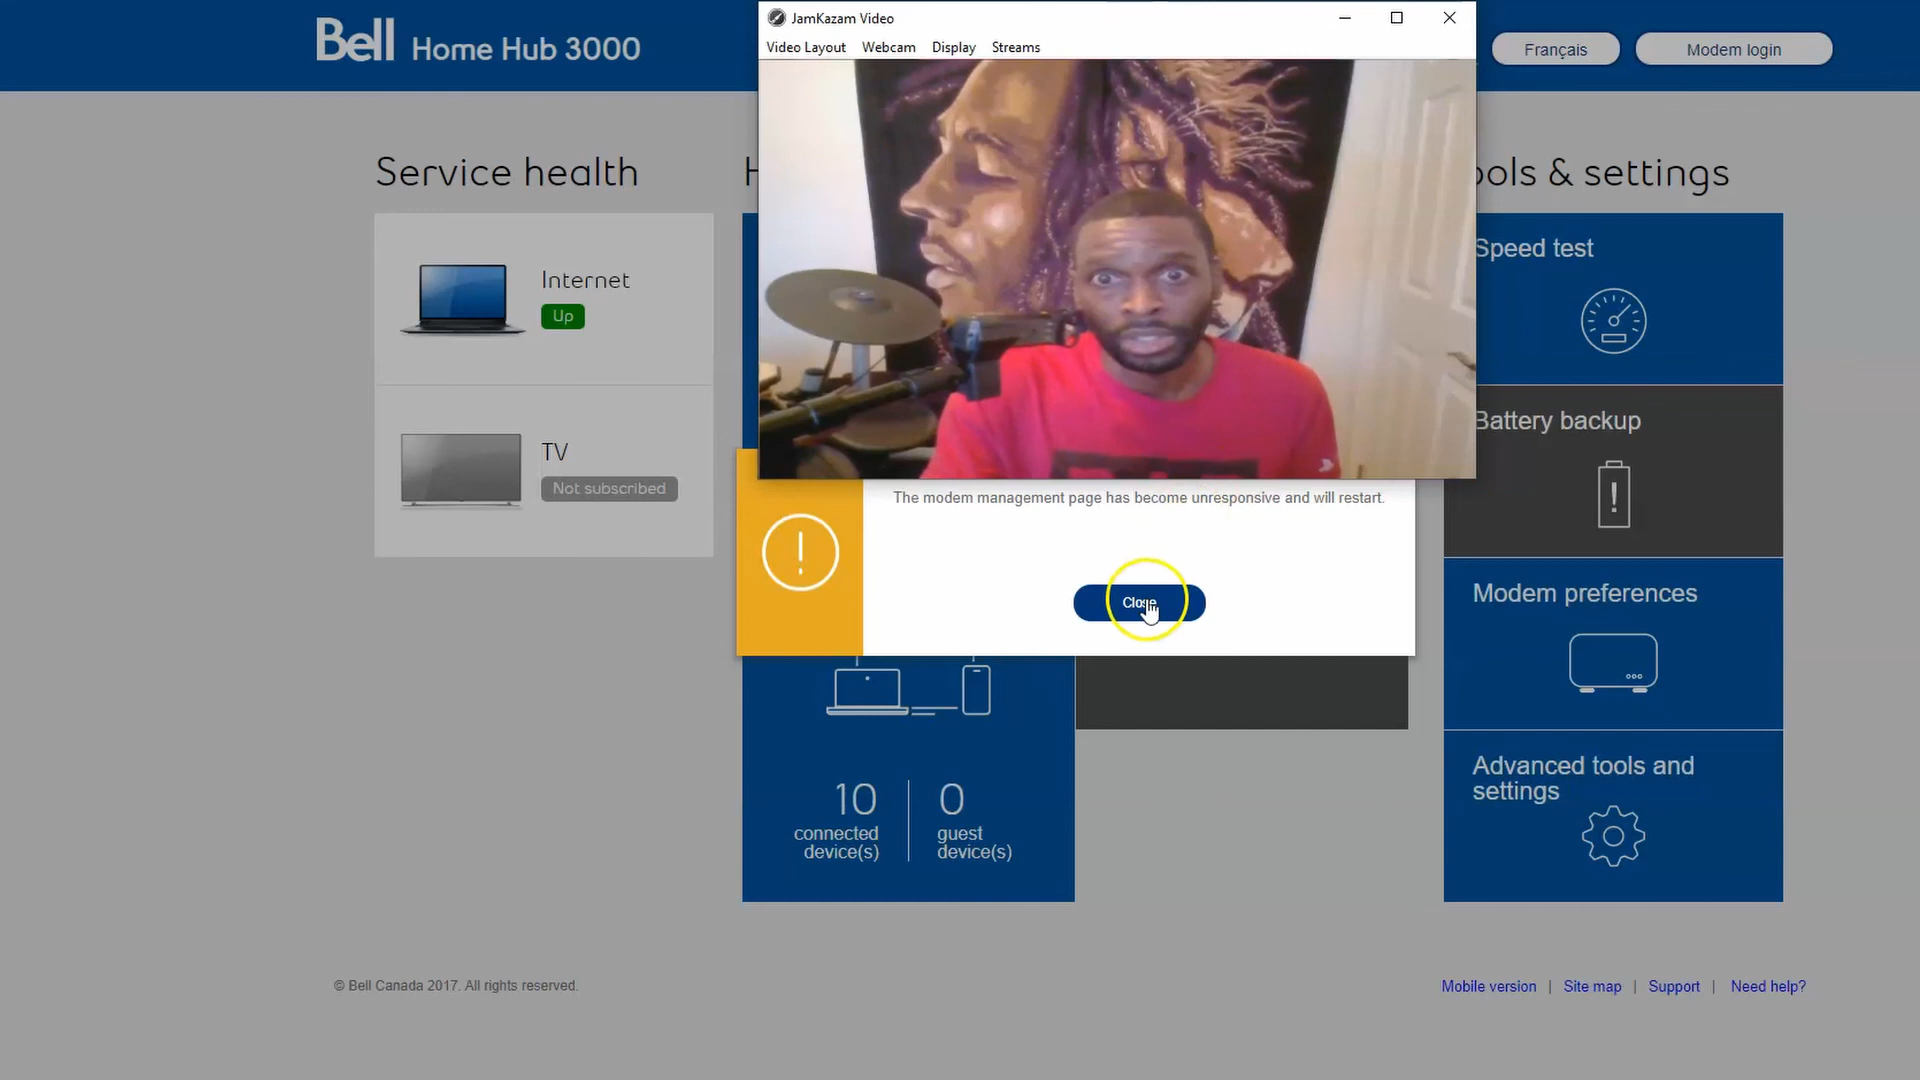 Bell Home Hub 3000
JamKazam Video
Video Layout Webcam Display Streams
Français
Modem login
Service health
ools & settings
Internet
Up
TV
Not subscribed
Speed test
Battery backup
The modem management page has become unresponsive and will restart.
Close
Modem preferences
Advanced tools and
settings
10
connected
device(s)
0
guest
device(s)
© Bell Canada 2017. All rights reserved.
Mobile version | Site map | Support | Need help?